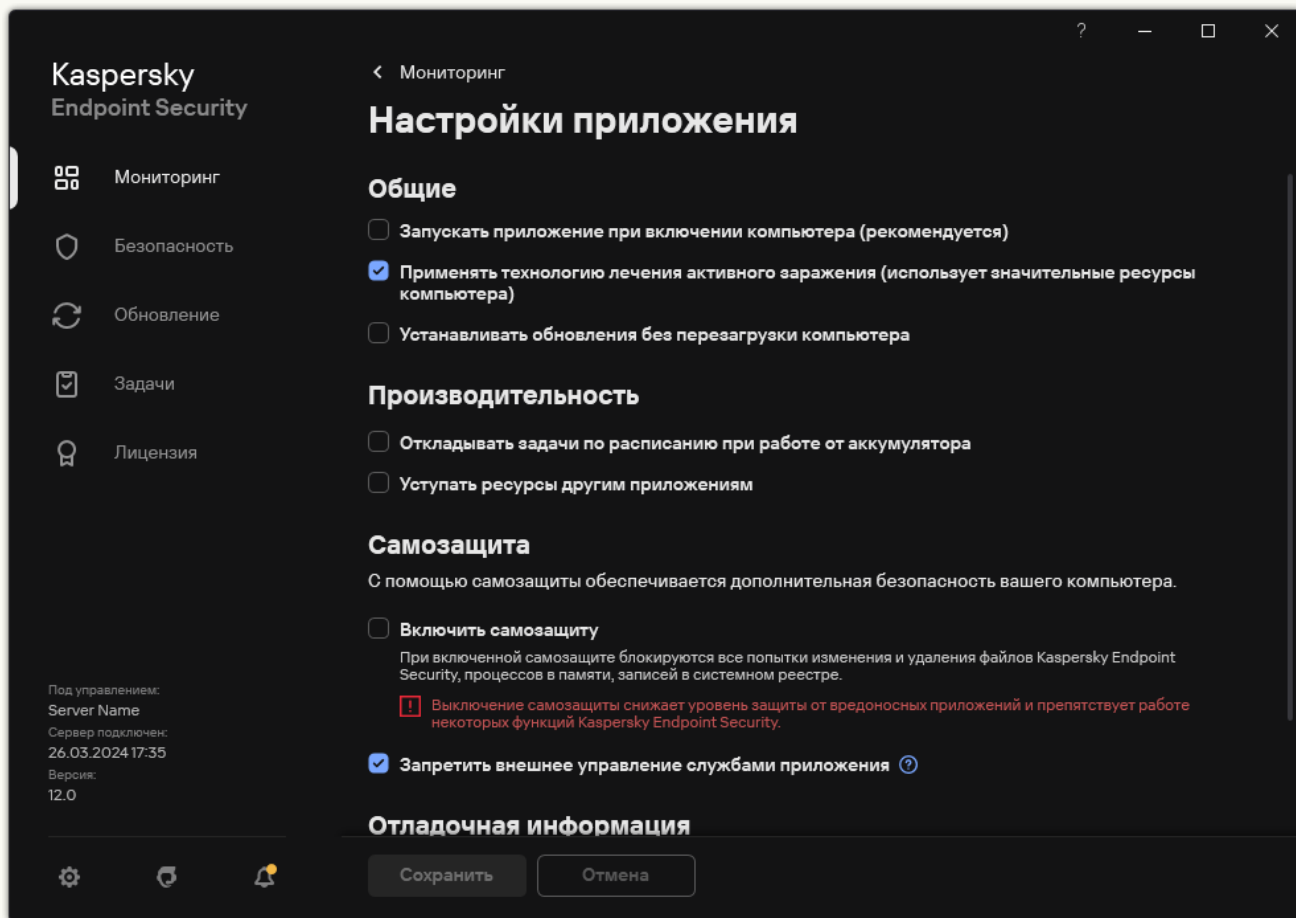 ?
Kaspersky
Endpoint Security
Мониторинг
Безопасность
Обновление
Задачи
Лицензия
Под управлением:
Server Name
Сервер подключен:
26.03.2024 17:35
Версия:
12.0
Мониторинг
Настройки приложения
Общие
Запускать приложение при включении компьютера (рекомендуется)
Применять технологию лечения активного заражения (использует значительные ресурсы
компьютера)
Устанавливать обновления без перезагрузки компьютера
Производительность
Откладывать задачи по расписанию при работе от аккумулятора
Уступать ресурсы другим приложениям
Самозащита
С помощью самозащиты обеспечивается дополнительная безопасность вашего компьютера.
Включить самозащиту
При включенной самозащите блокируются все попытки изменения и удаления файлов Kaspersky Endpoint
Security, процессов в памяти, записей в системном реестре.
! Выключение самозащиты снижает уровень защиты от вредоносных приложений и препятствует работе
некоторых функций Kaspersky Endpoint Security.
Запретить внешнее управление службами приложения ?
Отладочная информация
Сохранить
Отмена